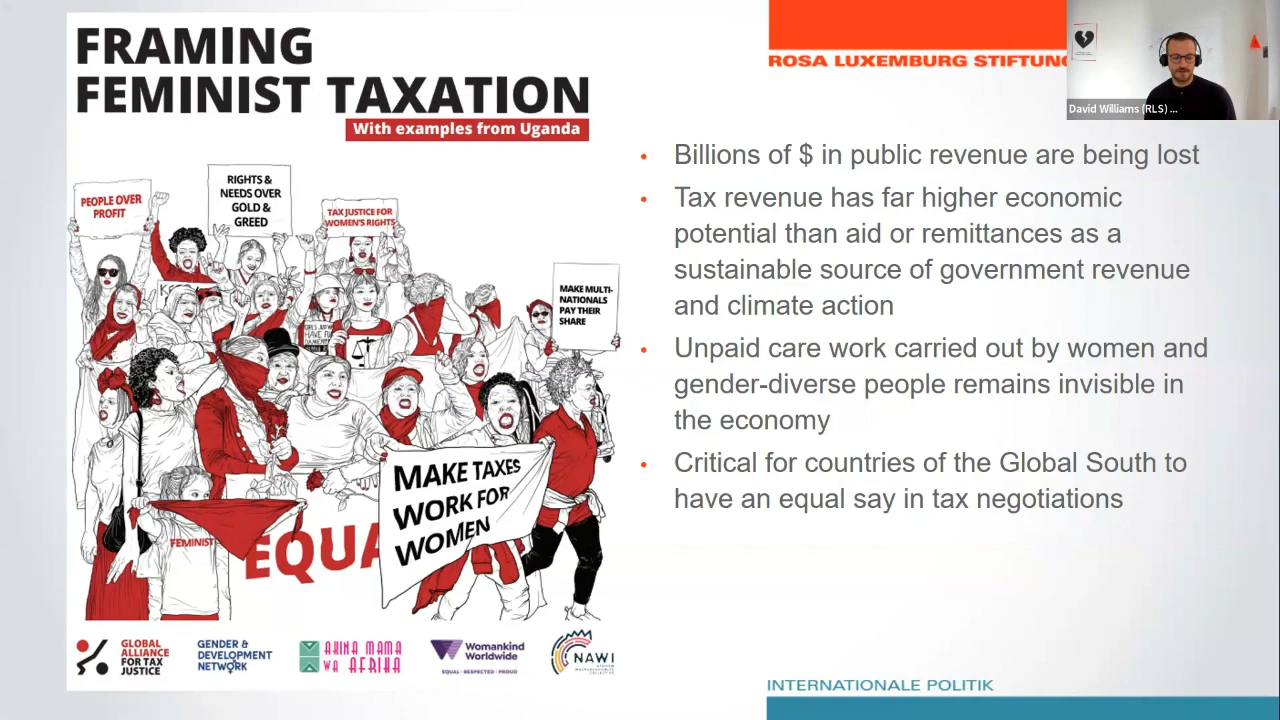 FRAMING
FEMINIST TAXATION
With examples from Uganda
PEOPLE OVER
PROFIT
RIGHTS &
NEEDS OVER
GOLD &
GREED
TAX JUSTICE FOR
WOMEN'S RIGHTS
MAKE MULTI-
NATIONALS
PAY THEIR
SHARE
GIRLS JUST
HAVE
MAKE TAXES
WORK FOR
WOMEN
FEMINIST
EQUA
GLOBAL
ALLIANCE
FOR TAX
JUSTICE
GENDER &
DEVELOPMENT
NETWORK
AKINA MAMA
WA AFRIKA
Womankind
Worldwide
EQUAL · RESPECTED · PROUD
NAWI
ROSA LUXEMBURG STIFTUNG
David Williams (RLS) ...
• Billions of $ in public revenue are being lost
• Tax revenue has far higher economic
potential than aid or remittances as a
sustainable source of government revenue
and climate action
• Unpaid care work carried out by women and
gender-diverse people remains invisible in
the economy
• Critical for countries of the Global South to
have an equal say in tax negotiations
INTERNATIONALE POLITIK